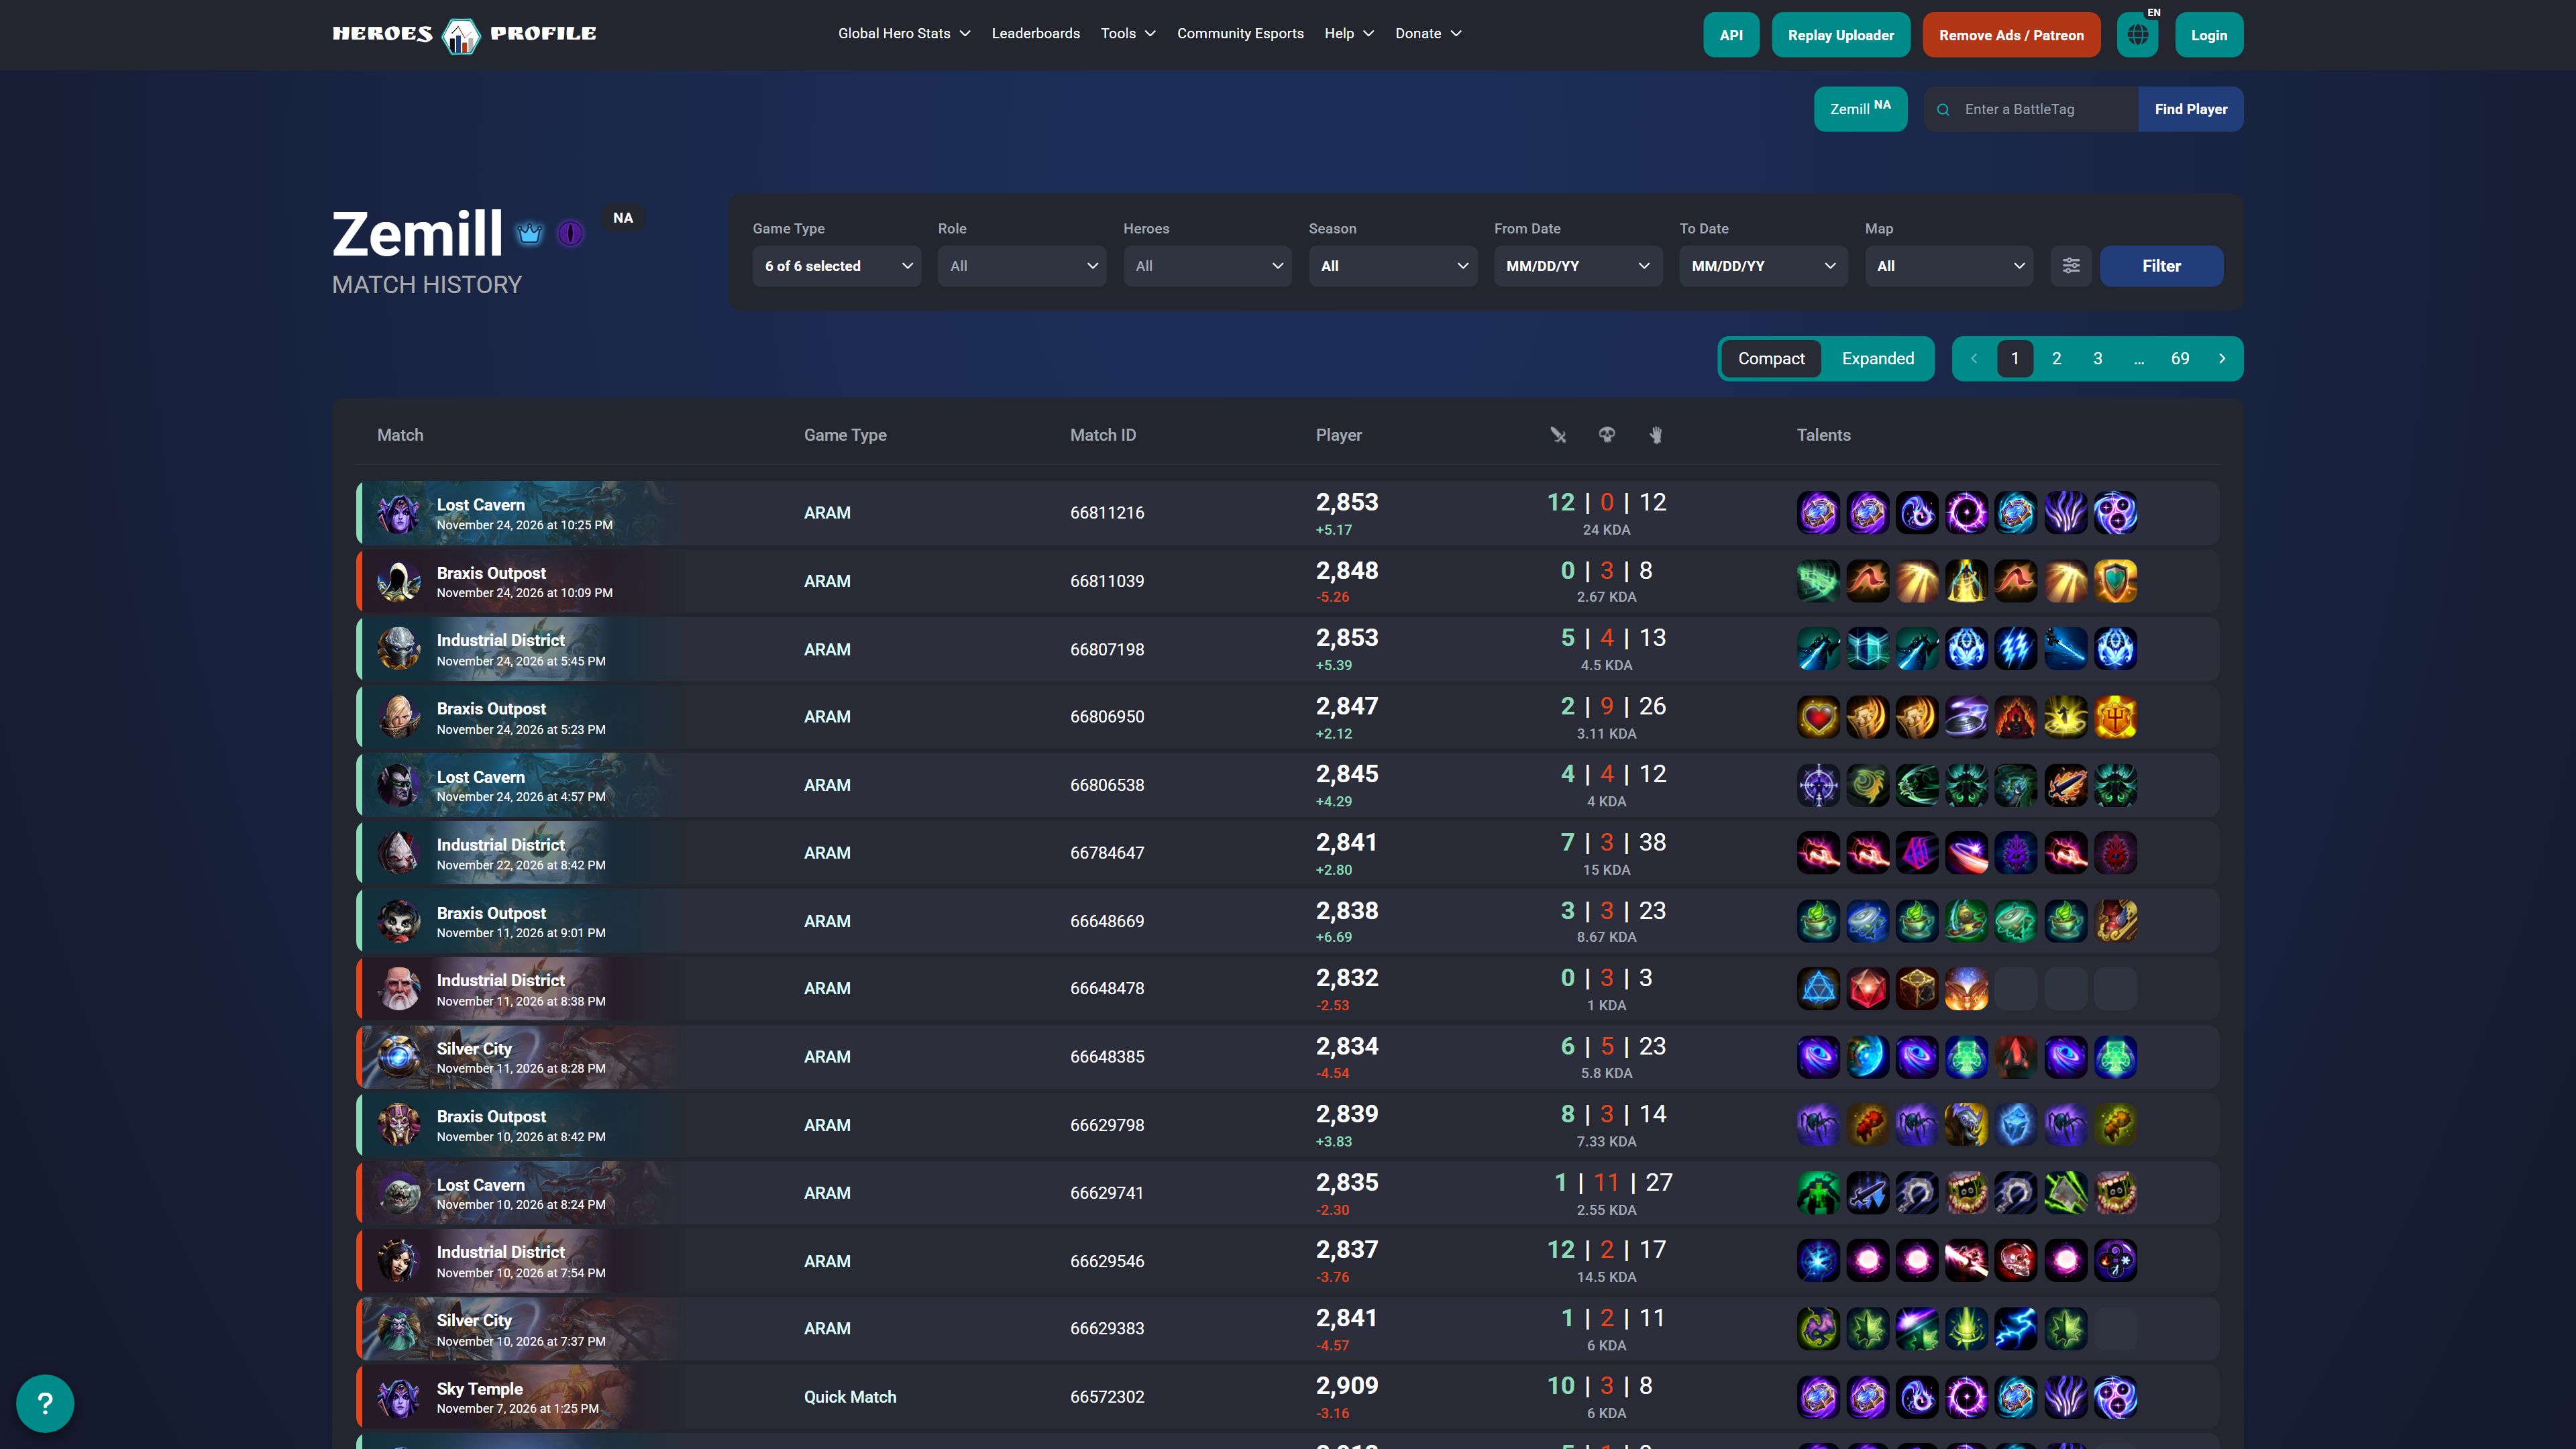 HEROES PROFILE
Global Hero Stats Leaderboards Tools Community Esports Help Donate
API Replay Uploader Remove Ads / Patreon EN Login
Zemill NA Enter a BattleTag Find Player
Zemill NA
MATCH HISTORY
Game Type Role Heroes Season From Date To Date Map
6 of 6 selected All All All MM/DD/YY MM/DD/YY All Filter
Compact Expanded 1 2 3 ... 69
Match Game Type Match ID Player Talents
Lost Cavern
November 24, 2026 at 10:25 PM
ARAM
66811216
2,853
+5.17
12 | 0 | 12
24 KDA
Braxis Outpost
November 24, 2026 at 10:09 PM
ARAM
66811039
2,848
-5.26
0 | 3 | 8
2.67 KDA
Industrial District
November 24, 2026 at 5:45 PM
ARAM
66807198
2,853
+5.39
5 | 4 | 13
4.5 KDA
Braxis Outpost
November 24, 2026 at 5:23 PM
ARAM
66806950
2,847
+2.12
2 | 9 | 26
3.11 KDA
Lost Cavern
November 24, 2026 at 4:57 PM
ARAM
66806538
2,845
+4.29
4 | 4 | 12
4 KDA
Industrial District
November 22, 2026 at 8:42 PM
ARAM
66784647
2,841
+2.80
7 | 3 | 38
15 KDA
Braxis Outpost
November 11, 2026 at 9:01 PM
ARAM
66648669
2,838
+6.69
3 | 3 | 23
8.67 KDA
Industrial District
November 11, 2026 at 8:38 PM
ARAM
66648478
2,832
-2.53
0 | 3 | 3
1 KDA
Silver City
November 11, 2026 at 8:28 PM
ARAM
66648385
2,834
-4.54
6 | 5 | 23
5.8 KDA
Braxis Outpost
November 10, 2026 at 8:42 PM
ARAM
66629798
2,839
+3.83
8 | 3 | 14
7.33 KDA
Lost Cavern
November 10, 2026 at 8:24 PM
ARAM
66629741
2,835
-2.30
1 | 11 | 27
2.55 KDA
Industrial District
November 10, 2026 at 7:54 PM
ARAM
66629546
2,837
-3.76
12 | 2 | 17
14.5 KDA
Silver City
November 10, 2026 at 7:37 PM
ARAM
66629383
2,841
-4.57
1 | 2 | 11
6 KDA
Sky Temple
November 7, 2026 at 1:25 PM
Quick Match
66572302
2,909
-3.16
10 | 3 | 8
6 KDA
?